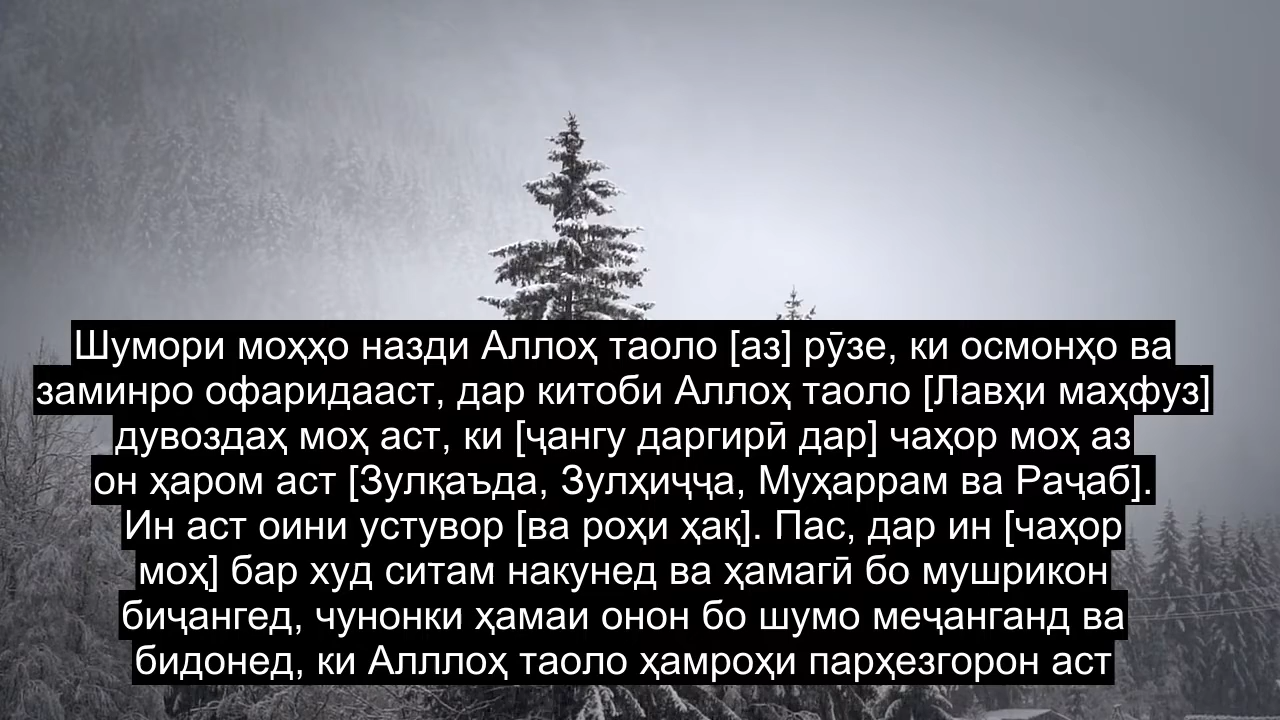 Шумори моҳҳо назди Аллоҳ таоло [аз] рӯзе, ки осмонҳо ва
заминро офаридааст, дар китоби Аллоҳ таоло [Лавҳи маҳфуз]
дувоздаҳ моҳ аст, ки [ҷангу даргирӣ дар] чаҳор моҳ аз
он ҳаром аст [Зулқаъда, Зулҳиҷҷа, Муҳаррам ва Раҷаб].
Ин аст оини устувор [ва роҳи ҳақ]. Пас, дар ин [чаҳор
моҳ] бар худ ситам накунед ва ҳамагӣ бо мушрикон
биҷангед, чунонки ҳамаи онон бо шумо меҷанганд ва
бидонед, ки Алллоҳ таоло ҳамроҳи парҳезгорон аст